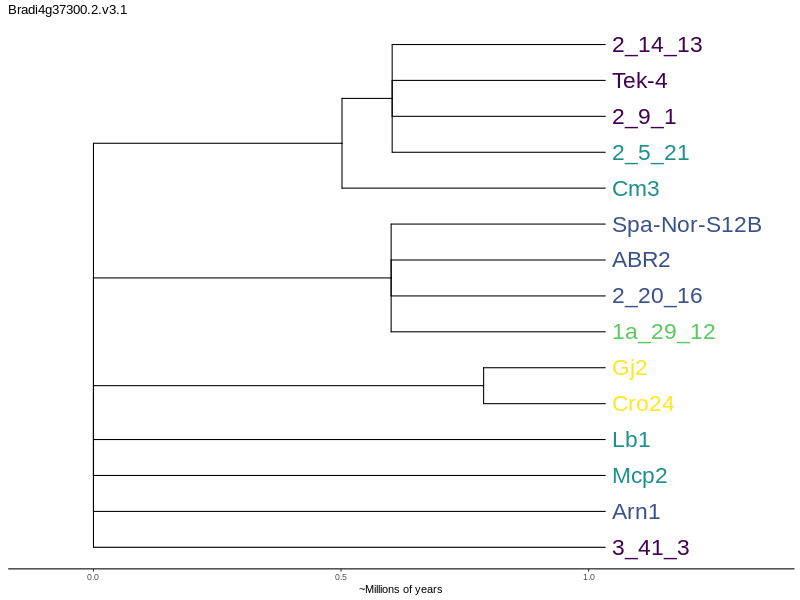 Bradi4g37300.2.v3.1
2_14_13
Tek-4
2_9_1
2_5_21
Cm3
Spa-Nor-S12B
ABR2
2_20_16
1a_29_12
Gj2
Cro24
Lb1
Mcp2
Arn1
3_41_3
0.0 0.5 1.0
~Millions of years